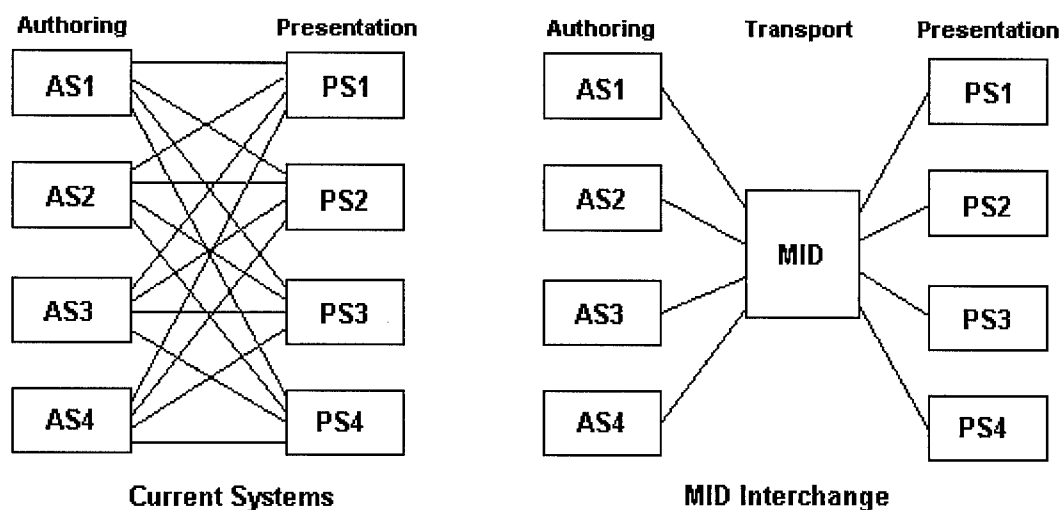 Authoring Presentation
AS1 PS1
AS2 PS2
AS3 PS3
AS4 PS4
Current Systems
Authoring Transport Presentation
AS1 PS1
AS2 PS2
MID
AS3 PS3
AS4 PS4
MID Interchange